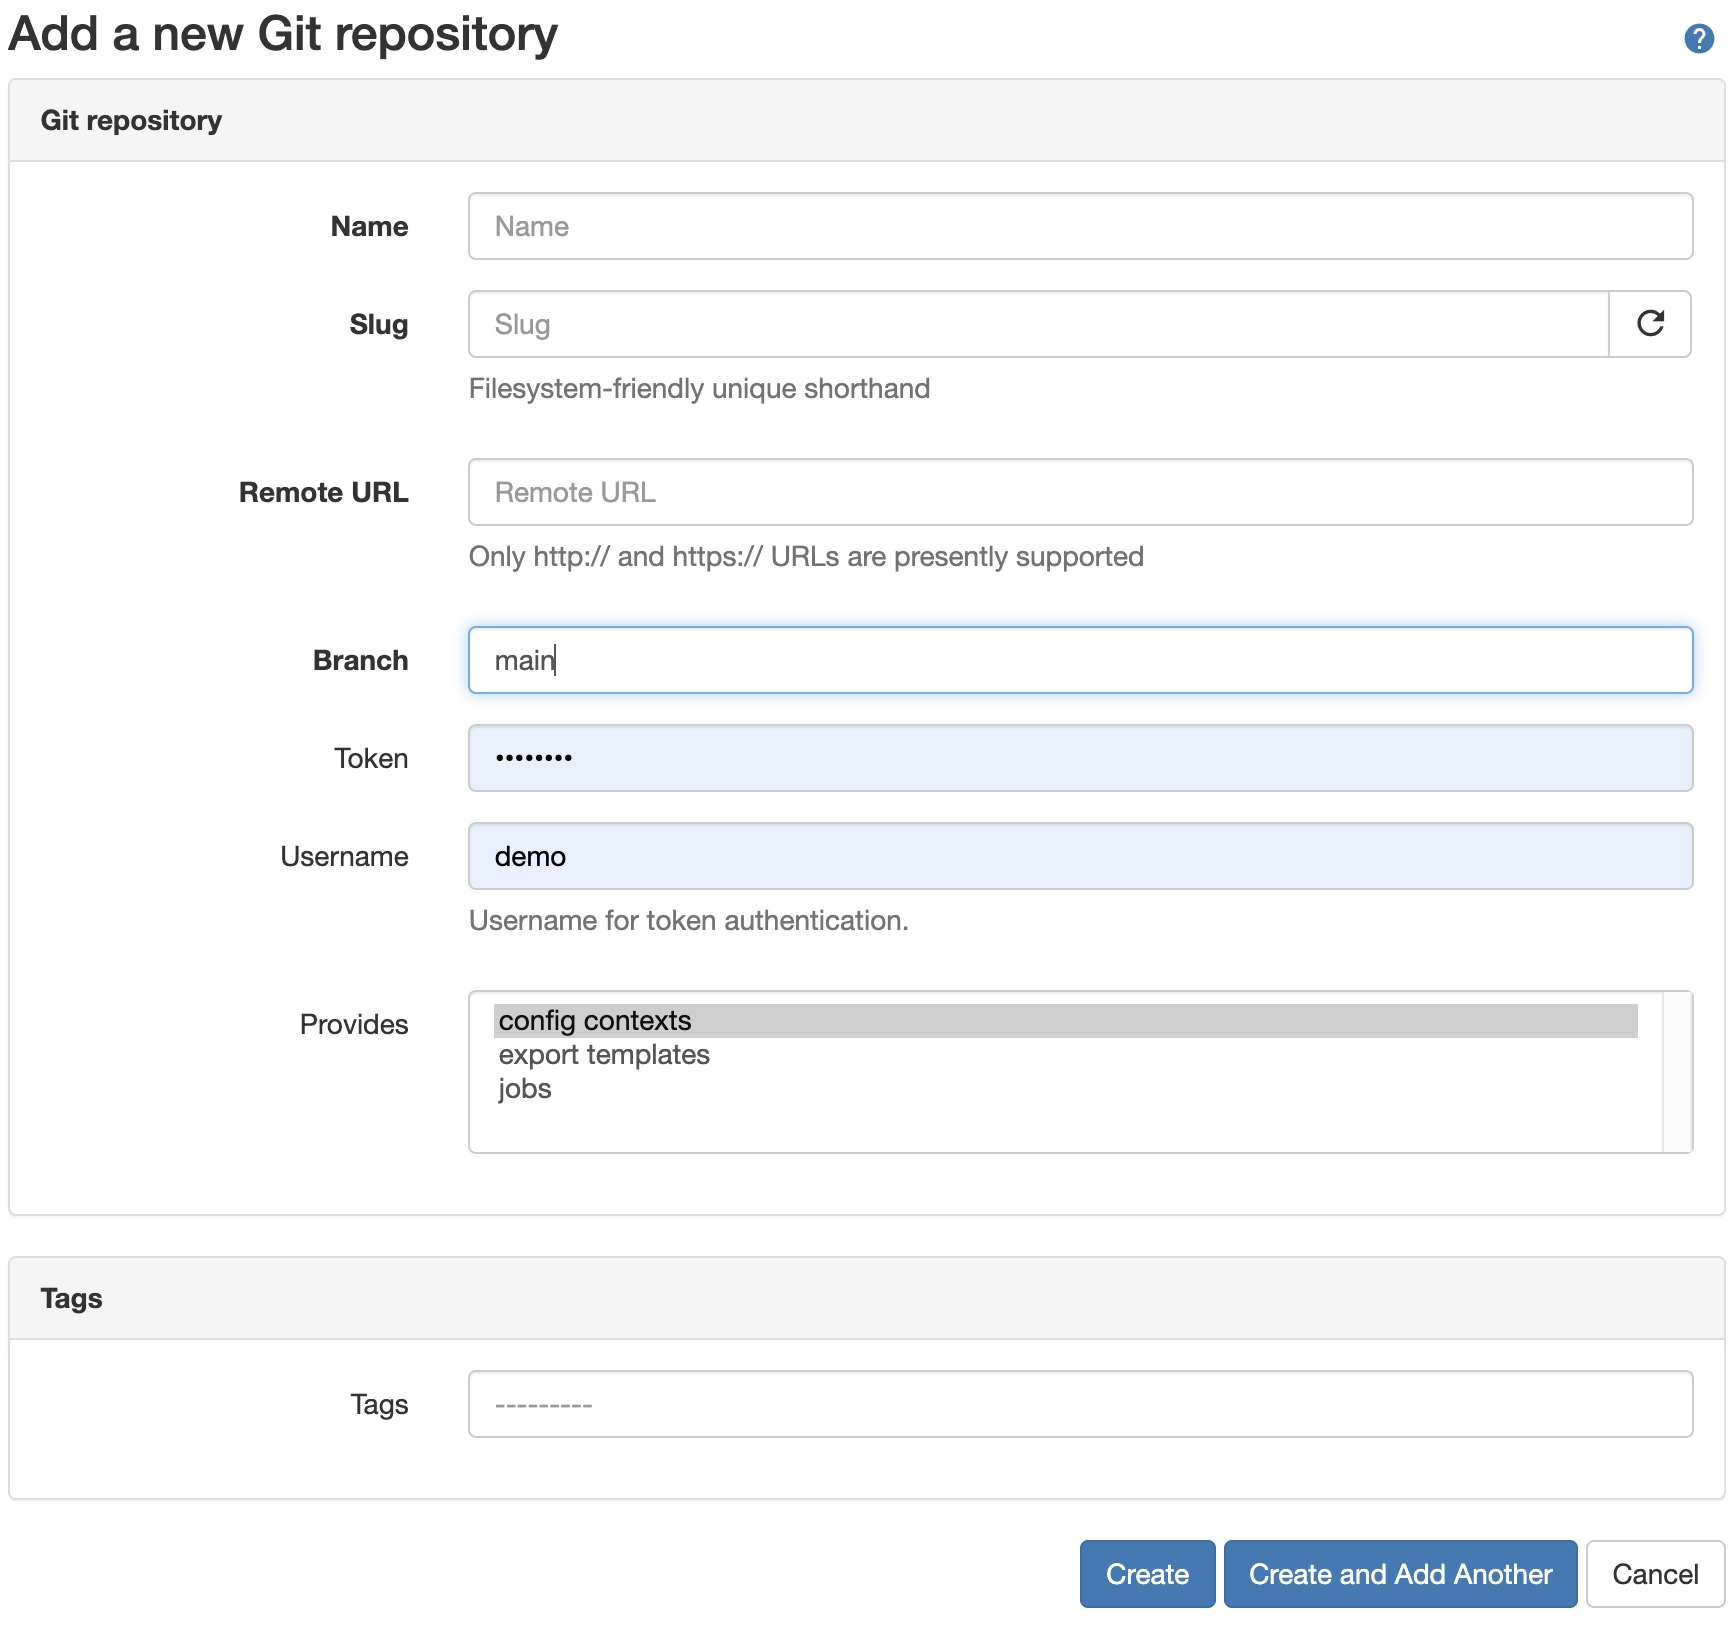 Add a new Git repository
?
Git repository
Name
Name
Slug
Slug
Filesystem-friendly unique shorthand
Remote URL
Remote URL
Only http:// and https:// URLs are presently supported
Branch
main
Token
••••••••
Username
demo
Username for token authentication.
Provides
config contexts
export templates
jobs
Tags
Tags
---------
Create
Create and Add Another
Cancel